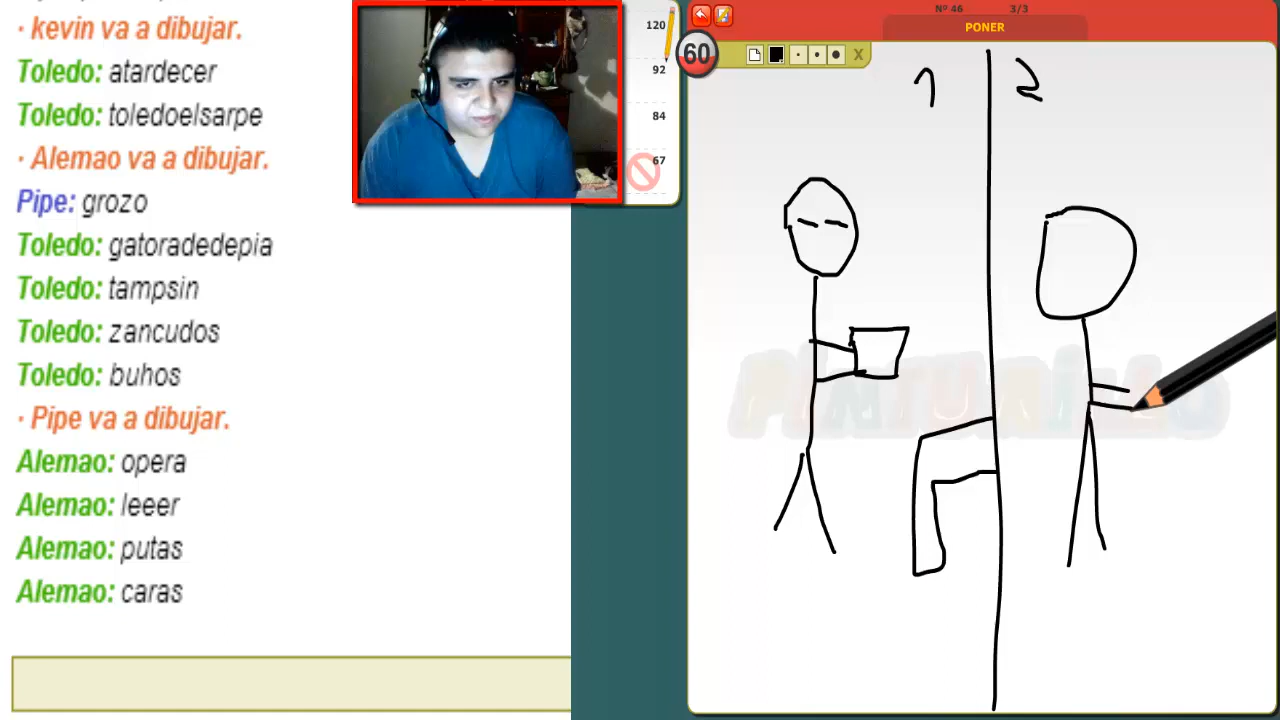 · kevin va a dibujar.
Toledo: atardecer
Toledo: toledoelsarpe
· Alemao va a dibujar.
Pipe: grozo
Toledo: gatoradedepia
Toledo: tampsin
Toledo: zancudos
Toledo: buhos
· Pipe va a dibujar.
Alemao: opera
Alemao: leeer
Alemao: putas
Alemao: caras
120
92
84
67
Nº 46 3/3
PONER
60
X
1 2
PINTURILLO